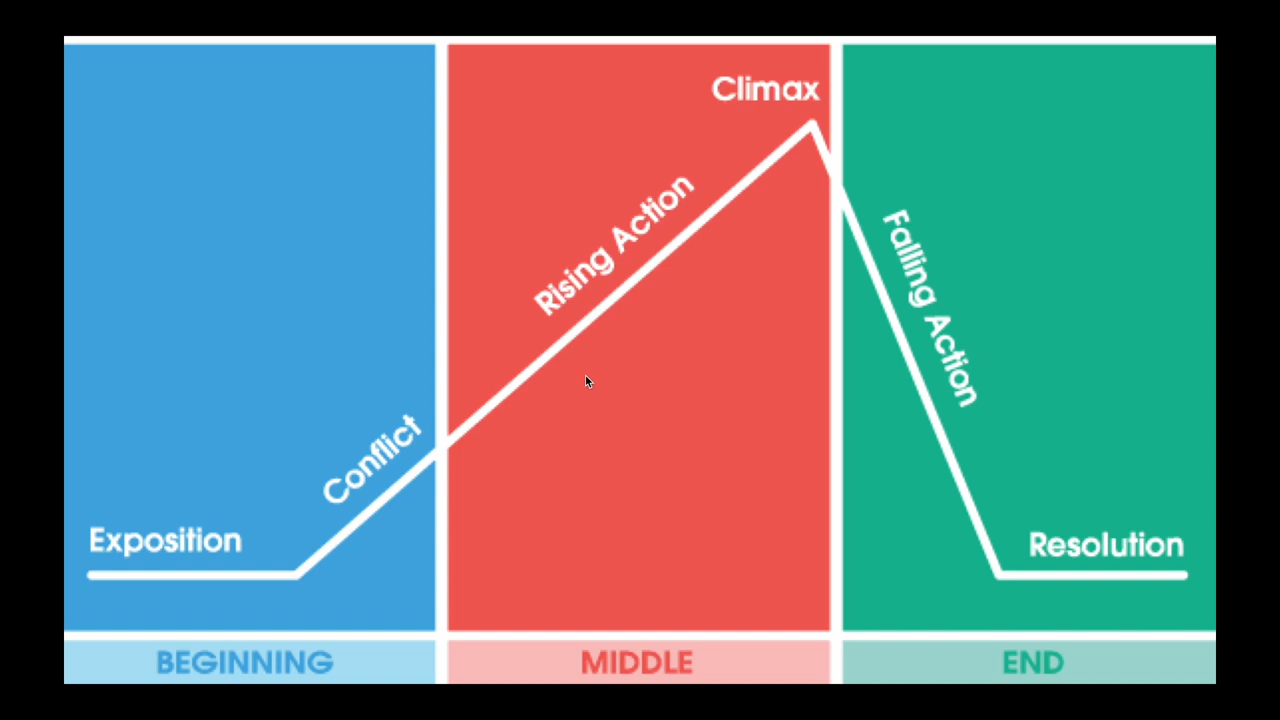 Climax
Rising Action
Falling Action
Conflict
Exposition
Resolution
BEGINNING
MIDDLE
END